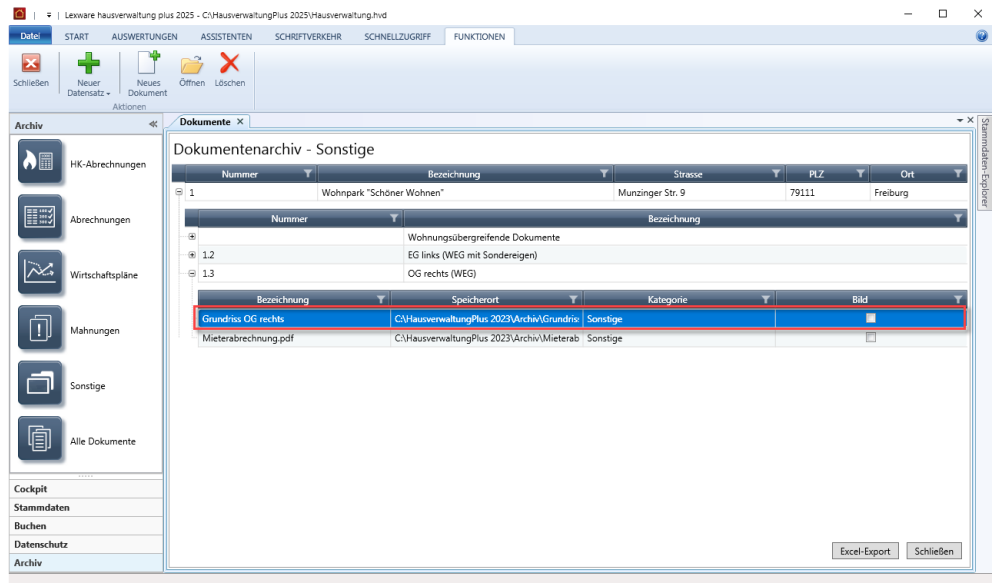 Lexware hausverwaltung plus 2025 - C:\HausverwaltungPlus 2025\Hausverwaltung.hvd
Datei START AUSWERTUNGEN ASSISTENTEN SCHRIFTVERKEHR SCHNELLZUGRIFF FUNKTIONEN
Schließen Neuer Datensatz Neues Dokument Öffnen Löschen
Aktionen
Archiv
Dokumente
Stammdaten-Explorer
HK-Abrechnungen
Abrechnungen
Wirtschaftspläne
Mahnungen
Sonstige
Alle Dokumente
Cockpit
Stammdaten
Buchen
Datenschutz
Archiv
Dokumentenarchiv - Sonstige
Nummer Bezeichnung Strasse PLZ Ort
1 Wohnpark "Schöner Wohnen" Munzinger Str. 9 79111 Freiburg
Nummer Bezeichnung
Wohnungsübergreifende Dokumente
1.2 EG links (WEG mit Sondereigen)
1.3 OG rechts (WEG)
Bezeichnung Speicherort Kategorie Bild
Grundriss OG rechts C:\HausverwaltungPlus 2023\Archiv\Grundris Sonstige
Mieterabrechnung.pdf C:\HausverwaltungPlus 2023\Archiv\Mieterab Sonstige
Excel-Export Schließen